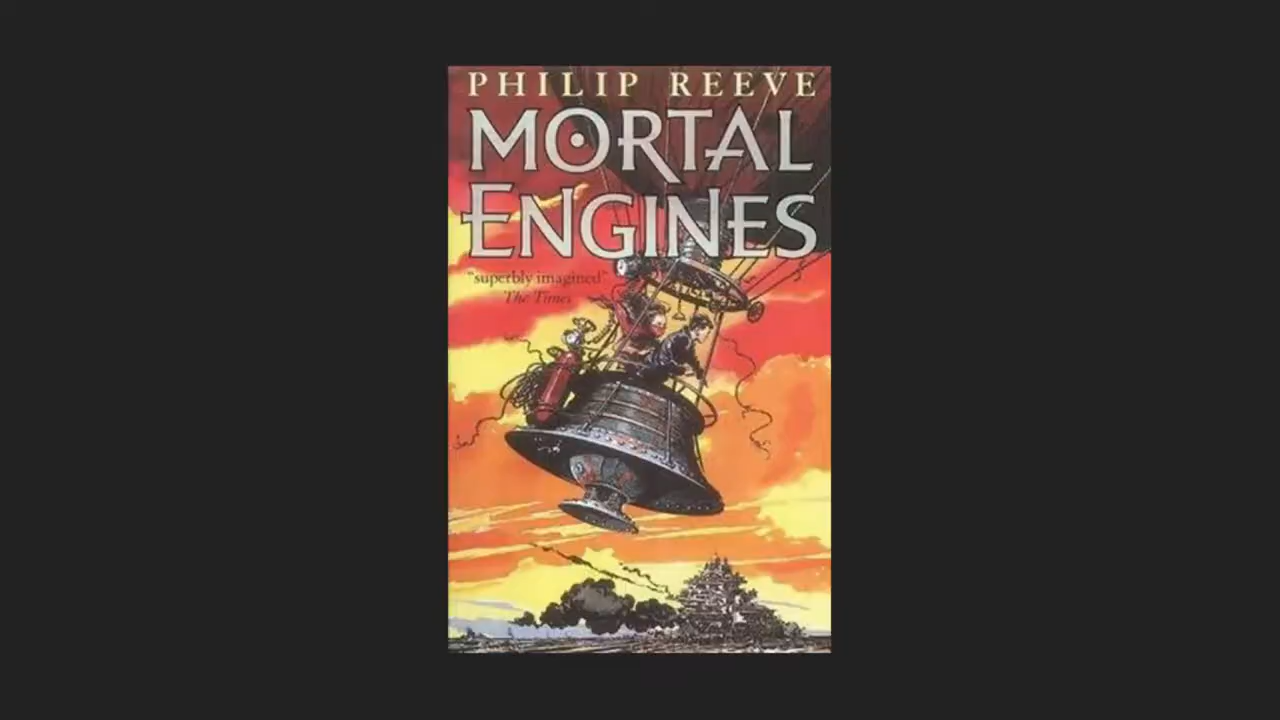 PHILIP REEVE
MORTAL
ENGINES
"superbly imagined"
The Times